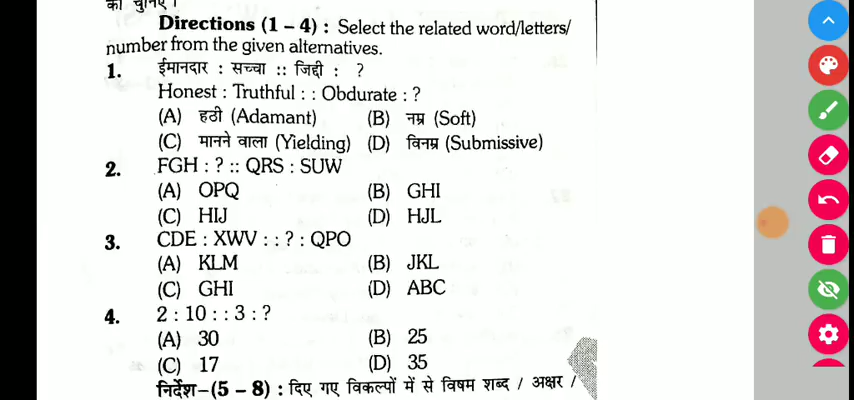 को चुनिए।
Directions (1 – 4) : Select the related word/letters/
number from the given alternatives.
1. ईमानदार : सच्चा :: जिद्दी : ?
Honest : Truthful : : Obdurate : ?
(A) हठी (Adamant) (B) नम्र (Soft)
(C) मानने वाला (Yielding) (D) विनम्र (Submissive)
2. FGH : ? :: QRS : SUW
(A) OPQ (B) GHI
(C) HIJ (D) HJL
3. CDE : XWV : : ? : QPO
(A) KLM (B) JKL
(C) GHI (D) ABC
4. 2 : 10 : : 3 : ?
(A) 30 (B) 25
(C) 17 (D) 35
निर्देश–(5 – 8) : दिए गए विकल्पों में से विषम शब्द / अक्षर /